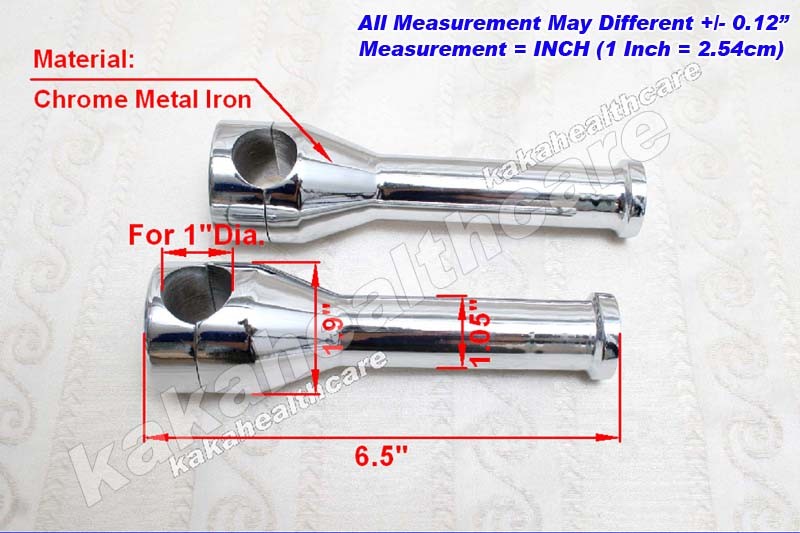 All Measurement May Different +/- 0.12”
Measurement = INCH (1 Inch = 2.54cm)
Material:
Chrome Metal Iron
kakahealthcare
For 1"Dia.
1.9"
1.05"
kakahealthcare
6.5"
kakahealthcare